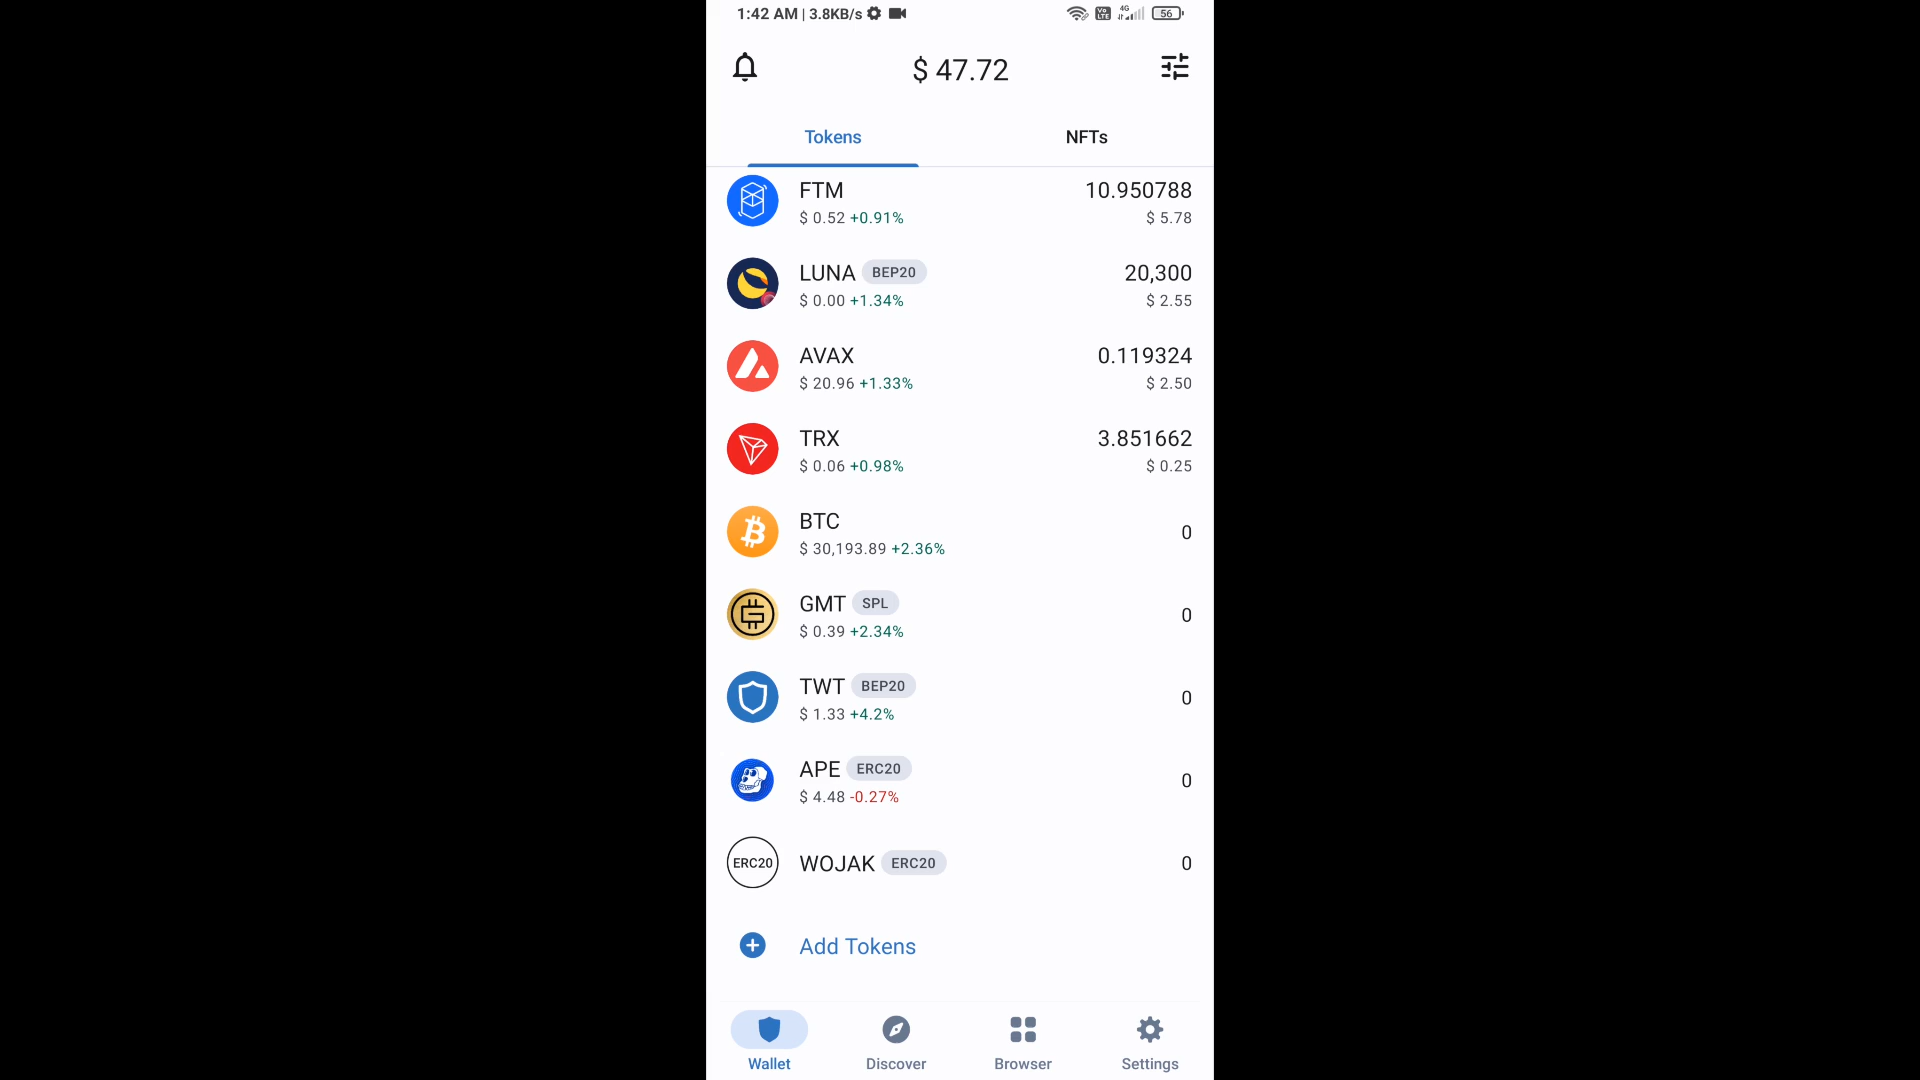 1:42 AM | 3.8KB/s
Vo LTE 4G 56
$ 47.72
Tokens NFTs
FTM 10.950788
$ 0.52 +0.91% $ 5.78
LUNA BEP20 20,300
$ 0.00 +1.34% $ 2.55
AVAX 0.119324
$ 20.96 +1.33% $ 2.50
TRX 3.851662
$ 0.06 +0.98% $ 0.25
BTC 0
$ 30,193.89 +2.36%
GMT SPL 0
$ 0.39 +2.34%
TWT BEP20 0
$ 1.33 +4.2%
APE ERC20 0
$ 4.48 -0.27%
ERC20 WOJAK ERC20 0
Add Tokens
Wallet Discover Browser Settings